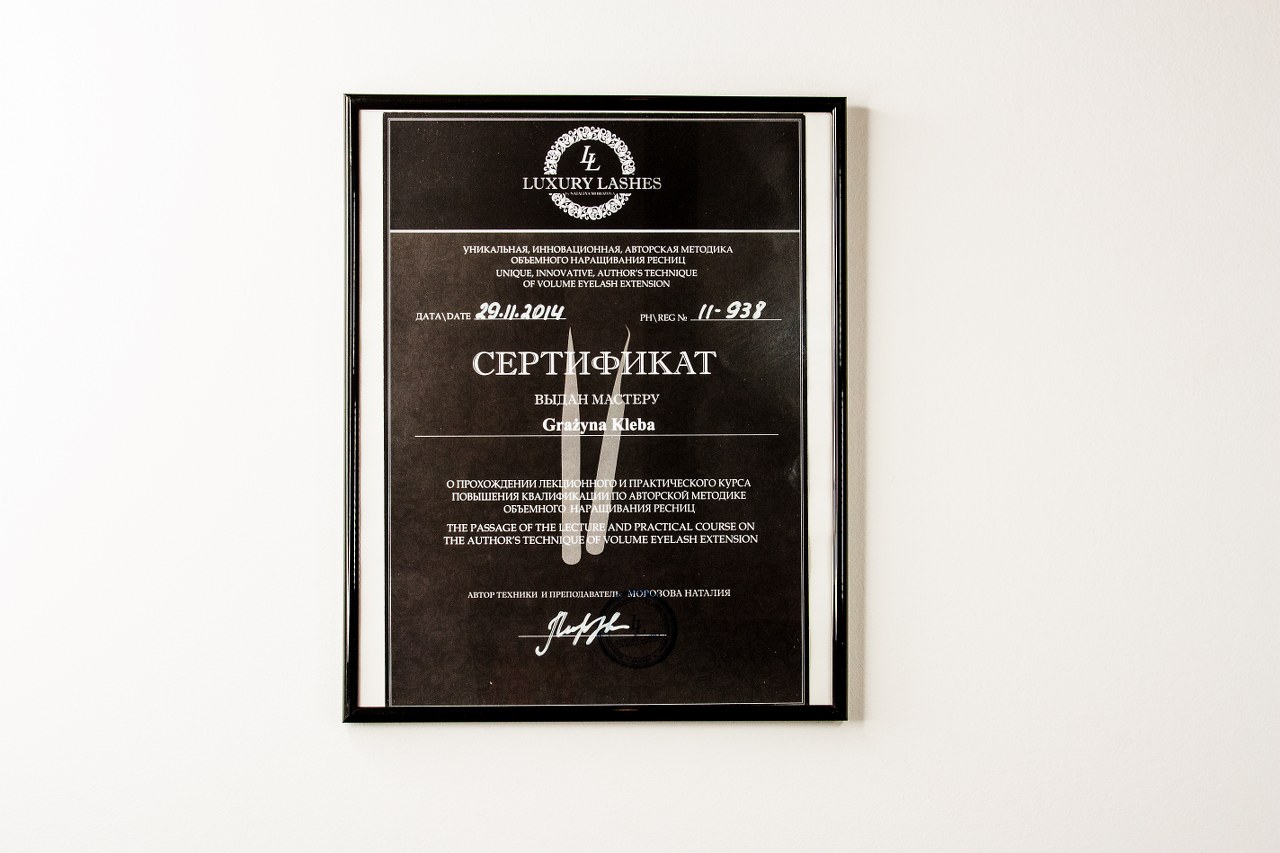 LL
LUXURY LASHES
УНИКАЛЬНАЯ, ИННОВАЦИОННАЯ, АВТОРСКАЯ МЕТОДИКА
ОБЪЕМНОГО НАРАЩИВАНИЯ РЕСНИЦ
UNIQUE, INNOVATIVE, AUTHOR'S TECHNIQUE
OF VOLUME EYELASH EXTENSION
ДАТА\DATE 29.11.2014 РН\REG № 11-938
СЕРТИФИКАТ
ВЫДАН МАСТЕРУ
Grażyna Kleba
О ПРОХОЖДЕНИИ ЛЕКЦИОННОГО И ПРАКТИЧЕСКОГО КУРСА
ПОВЫШЕНИЯ КВАЛИФИКАЦИИ ПО АВТОРСКОЙ МЕТОДИКЕ
ОБЪЕМНОГО НАРАЩИВАНИЯ РЕСНИЦ
THE PASSAGE OF THE LECTURE AND PRACTICAL COURSE ON
THE AUTHOR'S TECHNIQUE OF VOLUME EYELASH EXTENSION
АВТОР ТЕХНИКИ И ПРЕПОДАВАТЕЛЬ: МОРОЗОВА НАТАЛИЯ